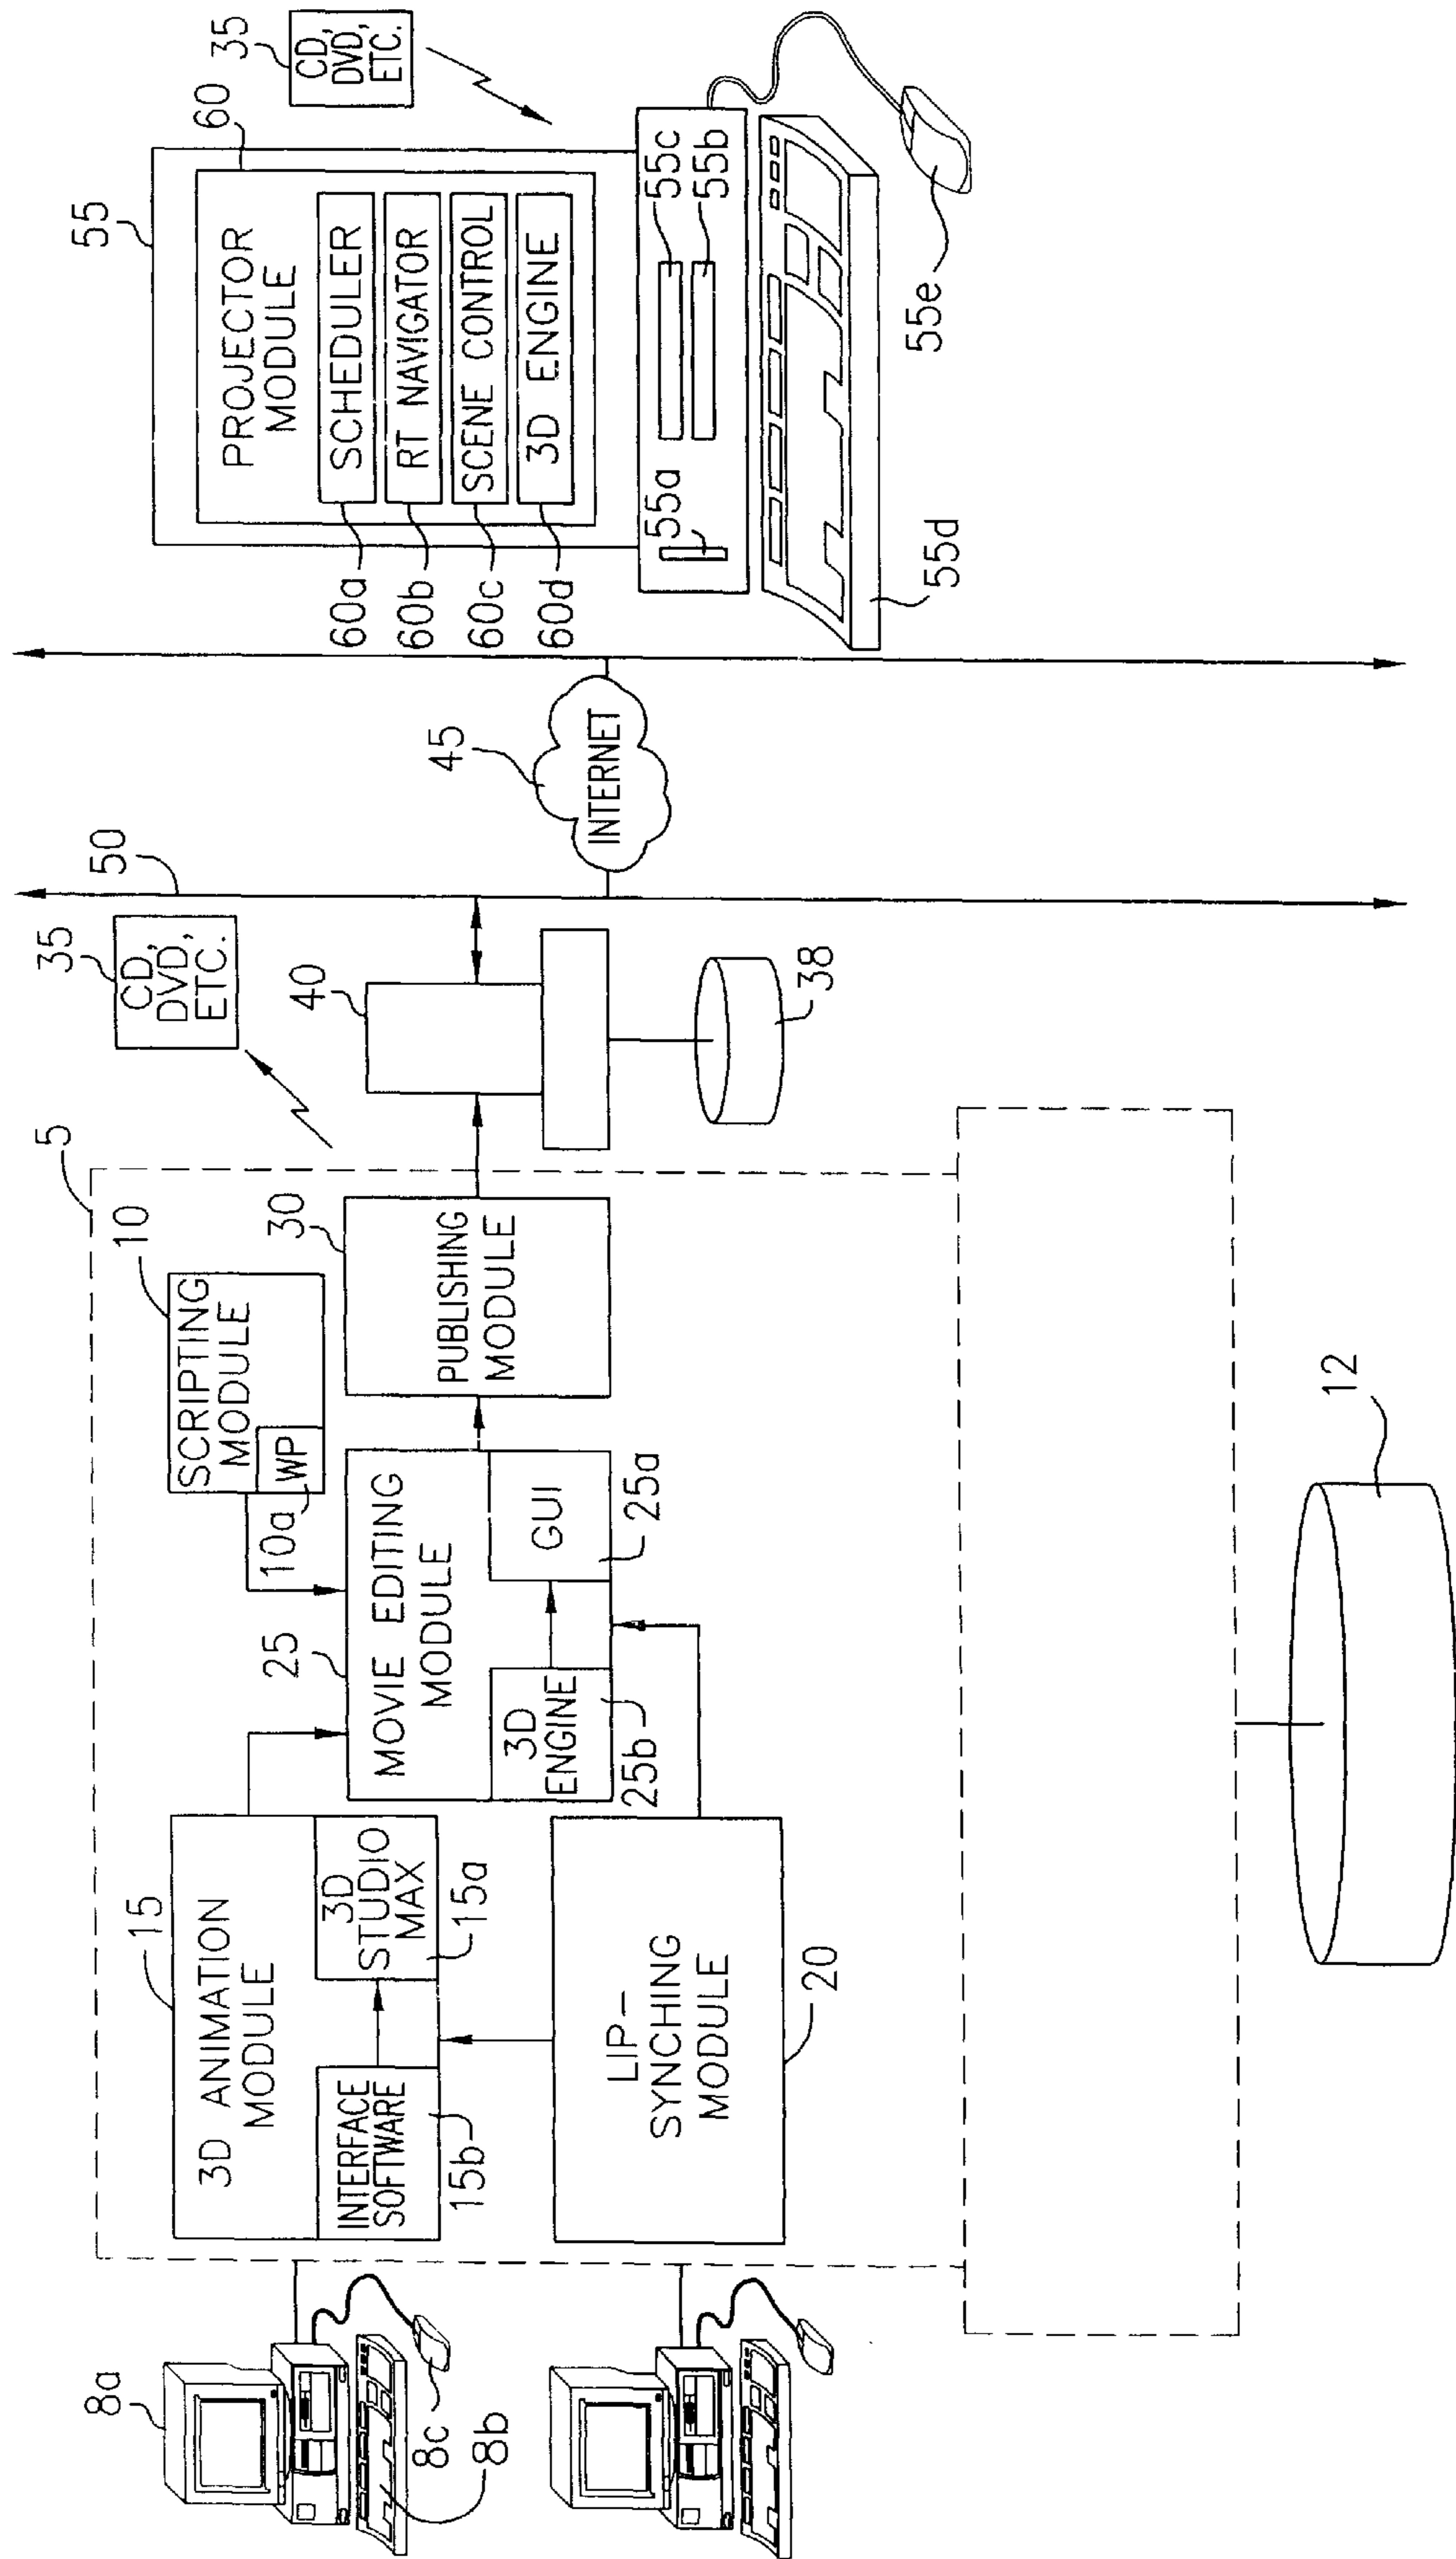 8a
8c
8b
5
15
3D ANIMATION
MODULE
3D
STUDIO
MAX
15a
INTERFACE
SOFTWARE
15b
LIP-
SYNCHING
MODULE
20
10
SCRIPTING
MODULE
WP
10a
25
MOVIE EDITING
MODULE
GUI
25a
3D
ENGINE
25b
30
PUBLISHING
MODULE
12
35
CD,
DVD,
ETC.
40
38
50
45
INTERNET
55
60
PROJECTOR
MODULE
SCHEDULER
RT NAVIGATOR
SCENE CONTROL
3D ENGINE
60a
60b
60c
60d
35
CD,
DVD,
ETC.
55a
55c
55b
55d
55e